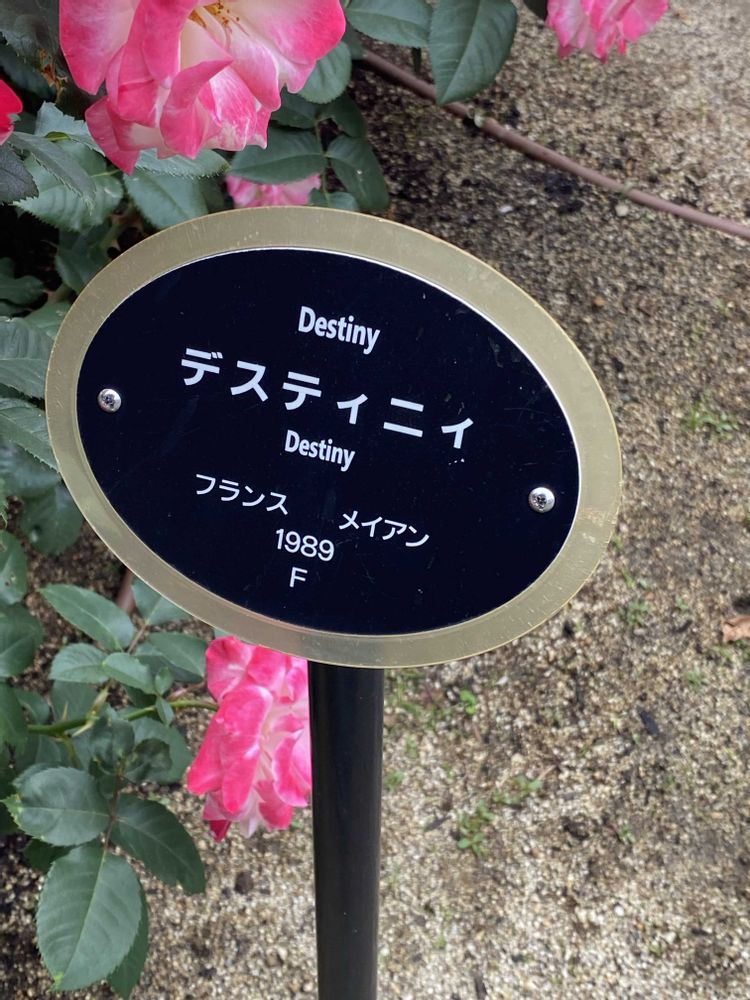 Destiny
デスティニィ
Destiny
フランス　メイアン
1989
F